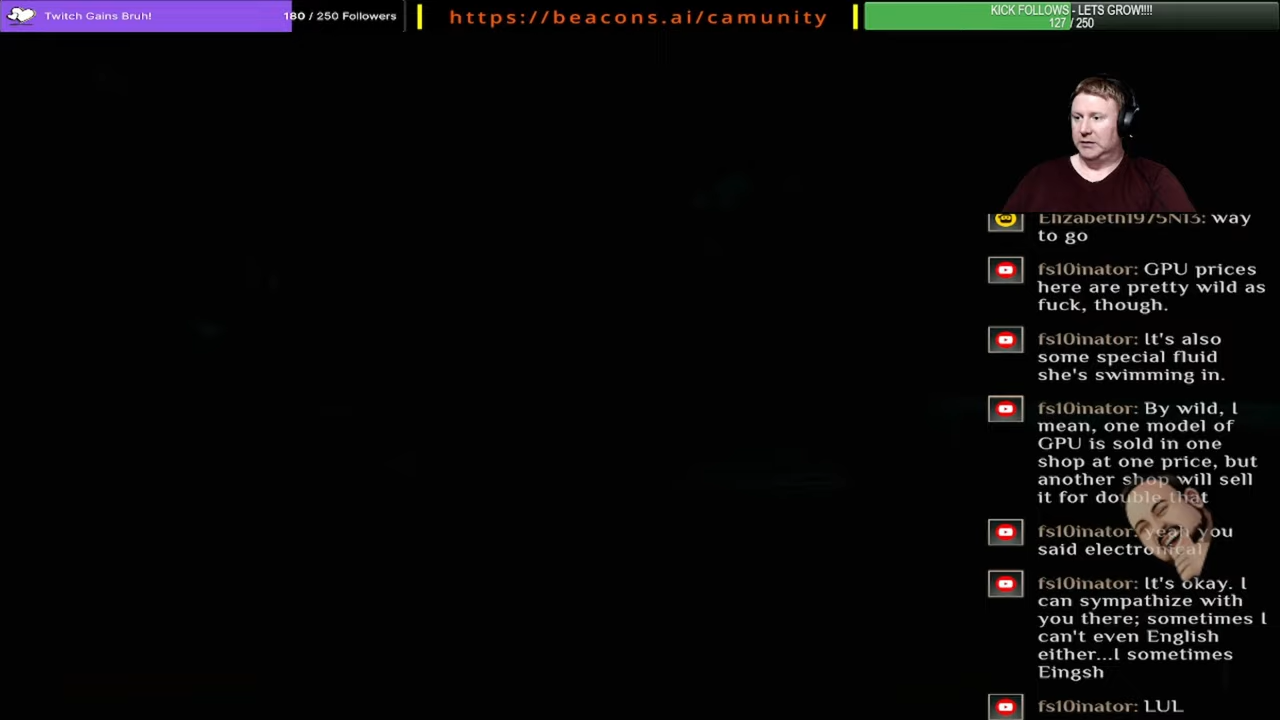 Twitch Gains Bruh!
180 / 250 Followers
https://beacons.ai/camunity
KICK FOLLOWS - LETS GROW!!!!
127 / 250
Elizabeth1975N13: way
to go
fs10inator: GPU prices
here are pretty wild as
fuck, though.
fs10inator: It's also
some special fluid
she's swimming in.
fs10inator: By wild, I
mean, one model of
GPU is sold in one
shop at one price, but
another shop will sell
it for double that
fs10inator: yeah you
said electronical
fs10inator: It's okay. I
can sympathize with
you there; sometimes I
can't even English
either...I sometimes
Eingsh
fs10inator: LUL